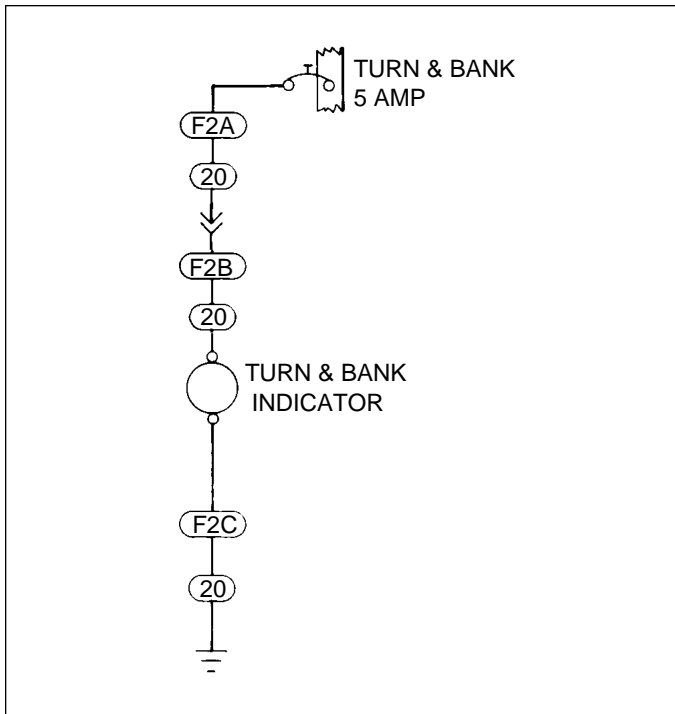 TURN & BANK
5 AMP
F2A
20
F2B
20
TURN & BANK
INDICATOR
F2C
20